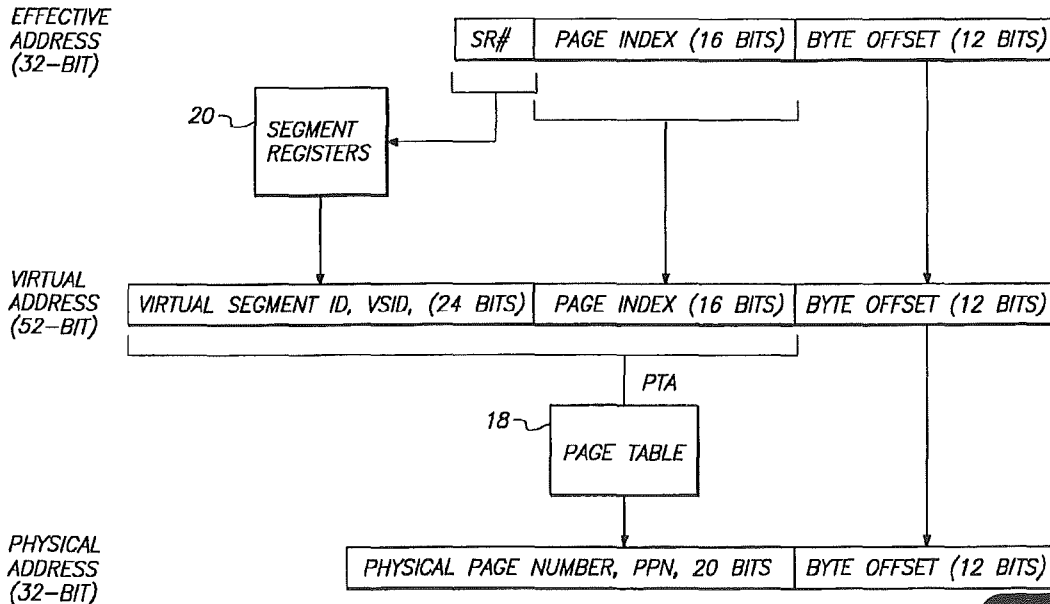 EFFECTIVE
ADDRESS
(32-BIT)
SR#
PAGE INDEX (16 BITS)
BYTE OFFSET (12 BITS)
20
SEGMENT
REGISTERS
VIRTUAL
ADDRESS
(52-BIT)
VIRTUAL SEGMENT ID, VSID, (24 BITS)
PAGE INDEX (16 BITS)
BYTE OFFSET (12 BITS)
PTA
18
PAGE TABLE
PHYSICAL
ADDRESS
(32-BIT)
PHYSICAL PAGE NUMBER, PPN, 20 BITS
BYTE OFFSET (12 BITS)